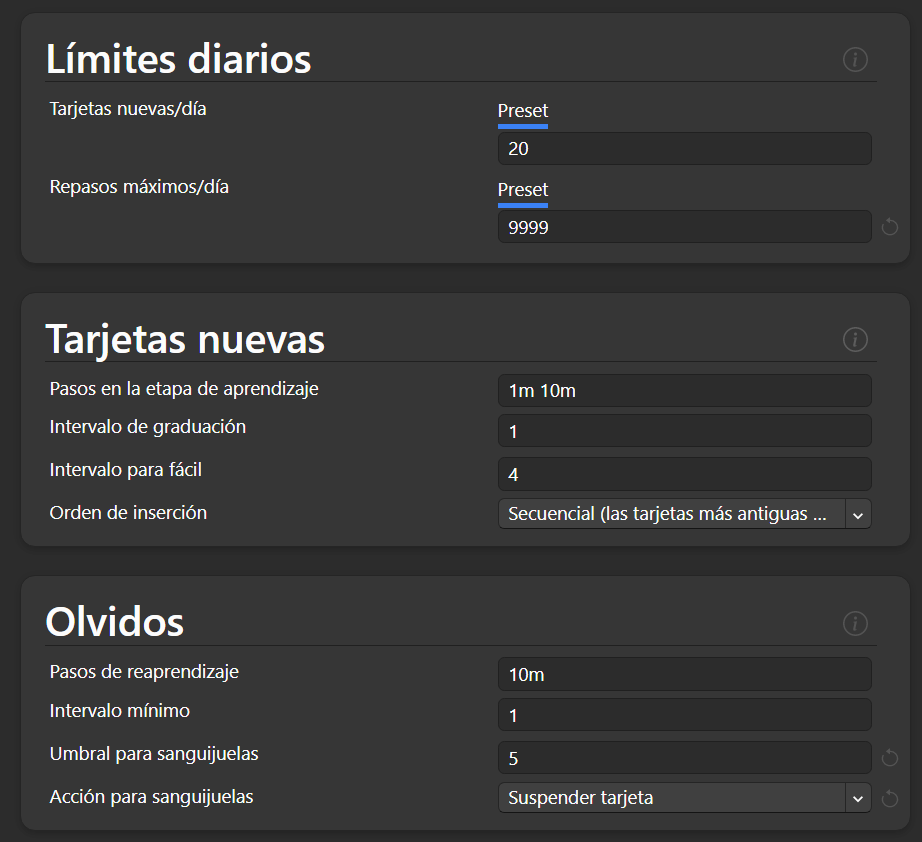 Límites diarios
Tarjetas nuevas/día
Preset
20
Repasos máximos/día
Preset
9999
Tarjetas nuevas
Pasos en la etapa de aprendizaje
1m 10m
Intervalo de graduación
1
Intervalo para fácil
4
Orden de inserción
Secuencial (las tarjetas más antiguas ...
Olvidos
Pasos de reaprendizaje
10m
Intervalo mínimo
1
Umbral para sanguijuelas
5
Acción para sanguijuelas
Suspender tarjeta